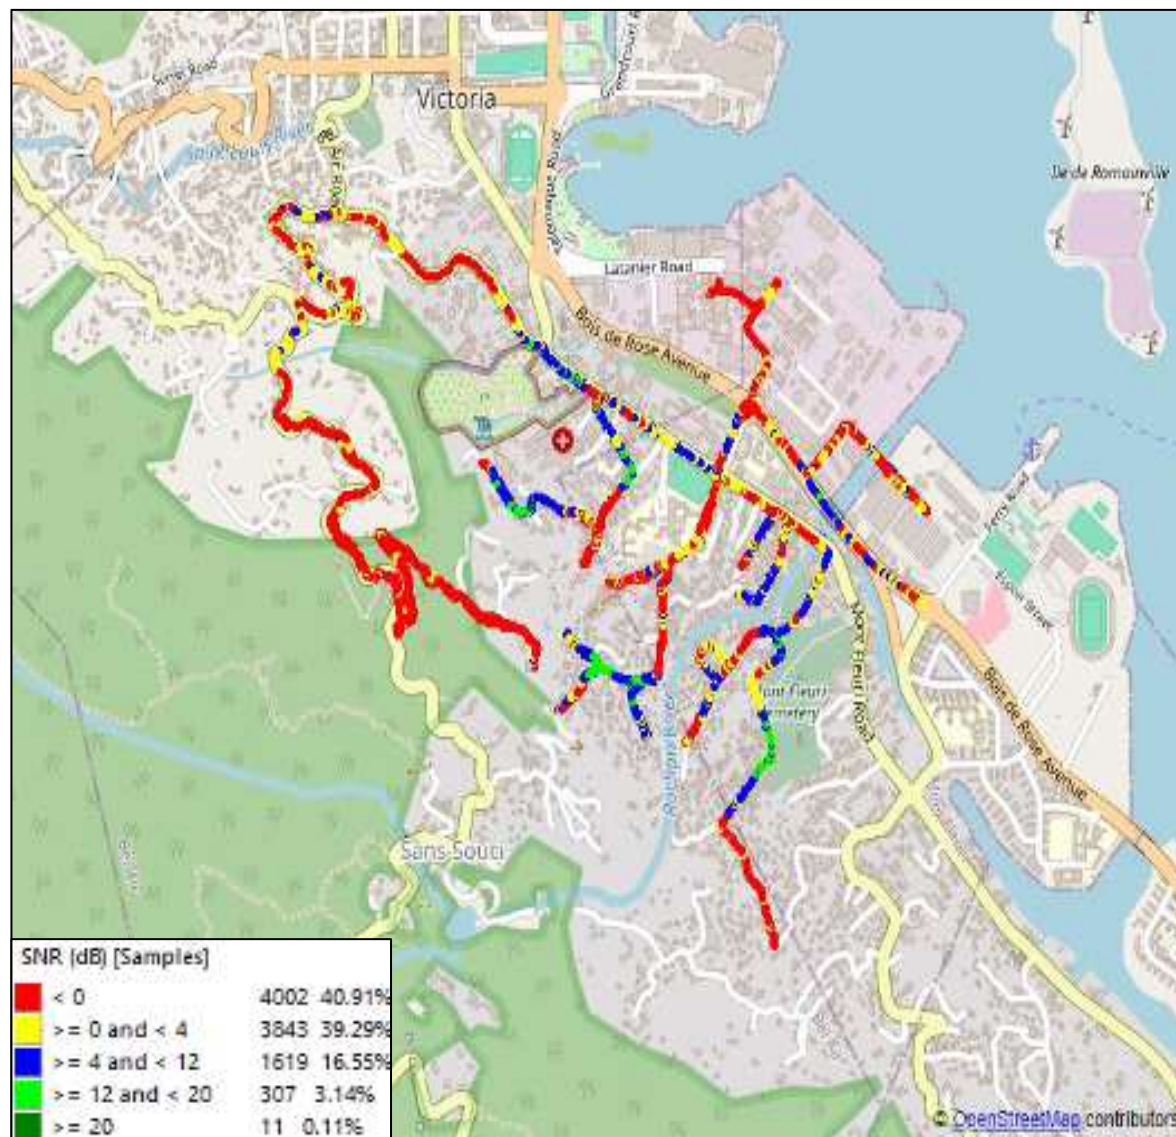 Victoria
Ile de Romainville
Latanier Road
Bois de Rose Avenue
Ferry Road
Mont Fleuri Road
Mont Fleuri
Cemetery
Bois de Rose Avenue
Sans Souci
SNR (dB) [Samples]
< 0 4002 40.91%
>= 0 and < 4 3843 39.29%
>= 4 and < 12 1619 16.55%
>= 12 and < 20 307 3.14%
>= 20 11 0.11%
© OpenStreetMap contributors